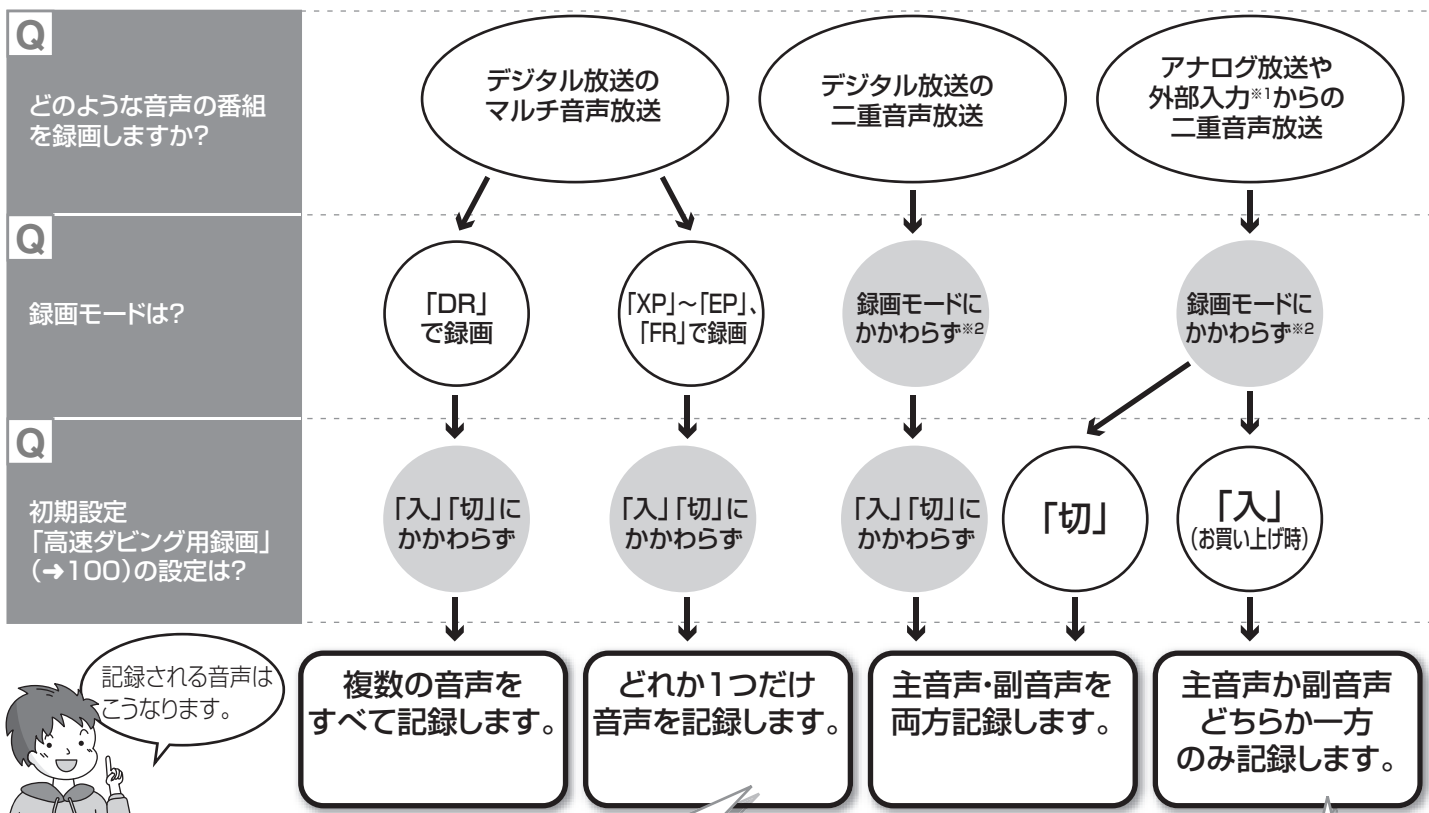 Q
どのような音声の番組
を録画しますか?
デジタル放送の
マルチ音声放送
デジタル放送の
二重音声放送
アナログ放送や
外部入力※1からの
二重音声放送
Q
録画モードは?
「DR」
で録画
「XP」～「EP」、
「FR」で録画
録画モードに
かかわらず※2
録画モードに
かかわらず※2
Q
初期設定
「高速ダビング用録画」
(➔100)の設定は?
「入」「切」に
かかわらず
「入」「切」に
かかわらず
「入」「切」に
かかわらず
「切」
「入」
(お買い上げ時)
記録される音声は
こうなります。
複数の音声を
すべて記録します。
どれか1つだけ
音声を記録します。
主音声・副音声を
両方記録します。
主音声か副音声
どちらか一方
のみ記録します。